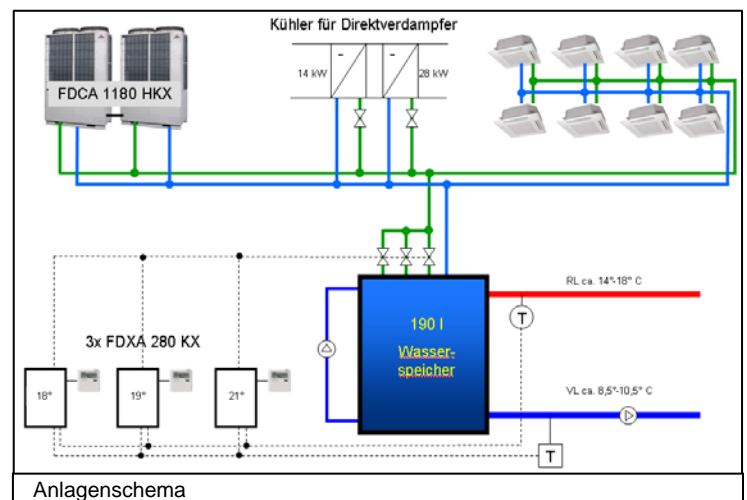 Kühler für Direktverdampfer
FDCA 1180 HKX
-
14 kW
-
28 kW
190 l
Wasser-
speicher
RL ca. 14°-18° C
T
3x FDXA 280 KX
18°
19°
21°
VL ca. 8,5°-10,5° C
T
Anlagenschema